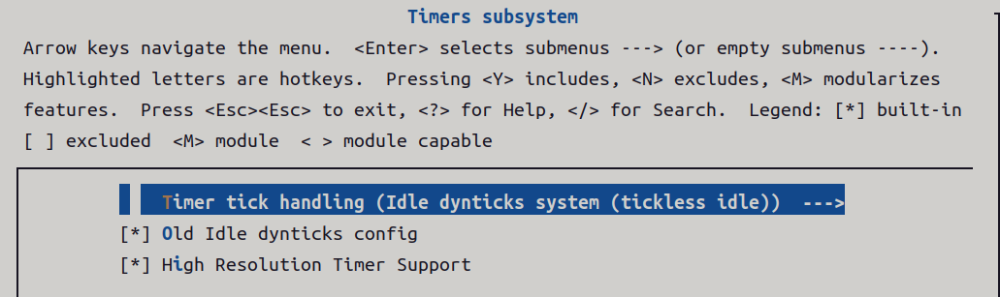 Timers subsystem
Arrow keys navigate the menu.  <Enter> selects submenus ---> (or empty submenus ----).
Highlighted letters are hotkeys.  Pressing <Y> includes, <N> excludes, <M> modularizes
features.  Press <Esc><Esc> to exit, <?> for Help, </> for Search.  Legend: [*] built-in
[ ] excluded  <M> module  < > module capable
Timer tick handling (Idle dynticks system (tickless idle))  --->
[*] Old Idle dynticks config
[*] High Resolution Timer Support